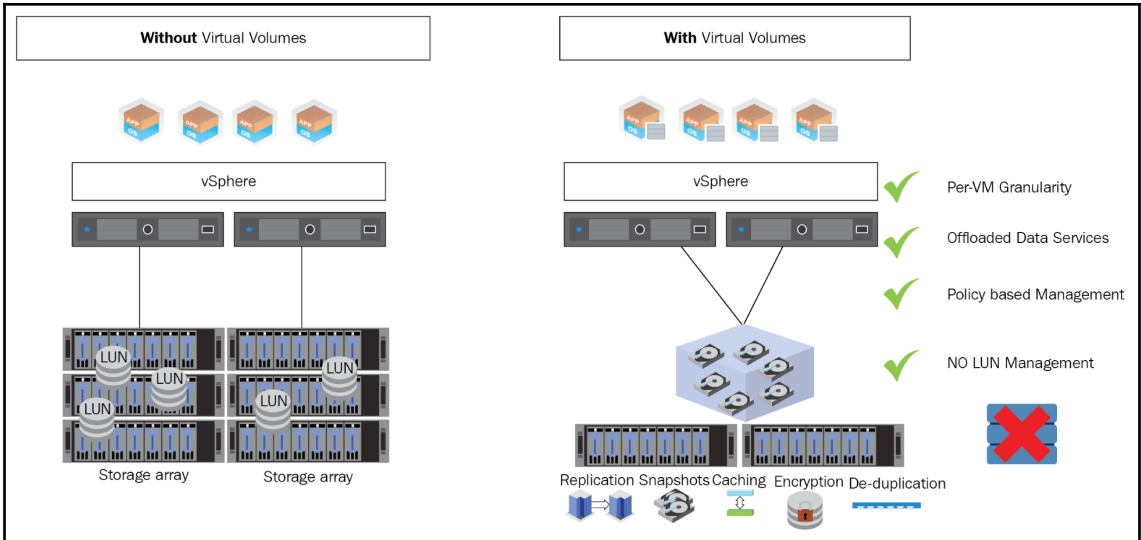 Without Virtual Volumes
With Virtual Volumes
APP
OS
APP
OS
APP
OS
APP
OS
APP
OS
APP
OS
APP
OS
APP
OS
vSphere
vSphere
Per-VM Granularity
Offloaded Data Services
Policy based Management
NO LUN Management
LUN
LUN
LUN
LUN
LUN
Storage array
Storage array
Replication
Snapshots
Caching
Encryption
De-duplication